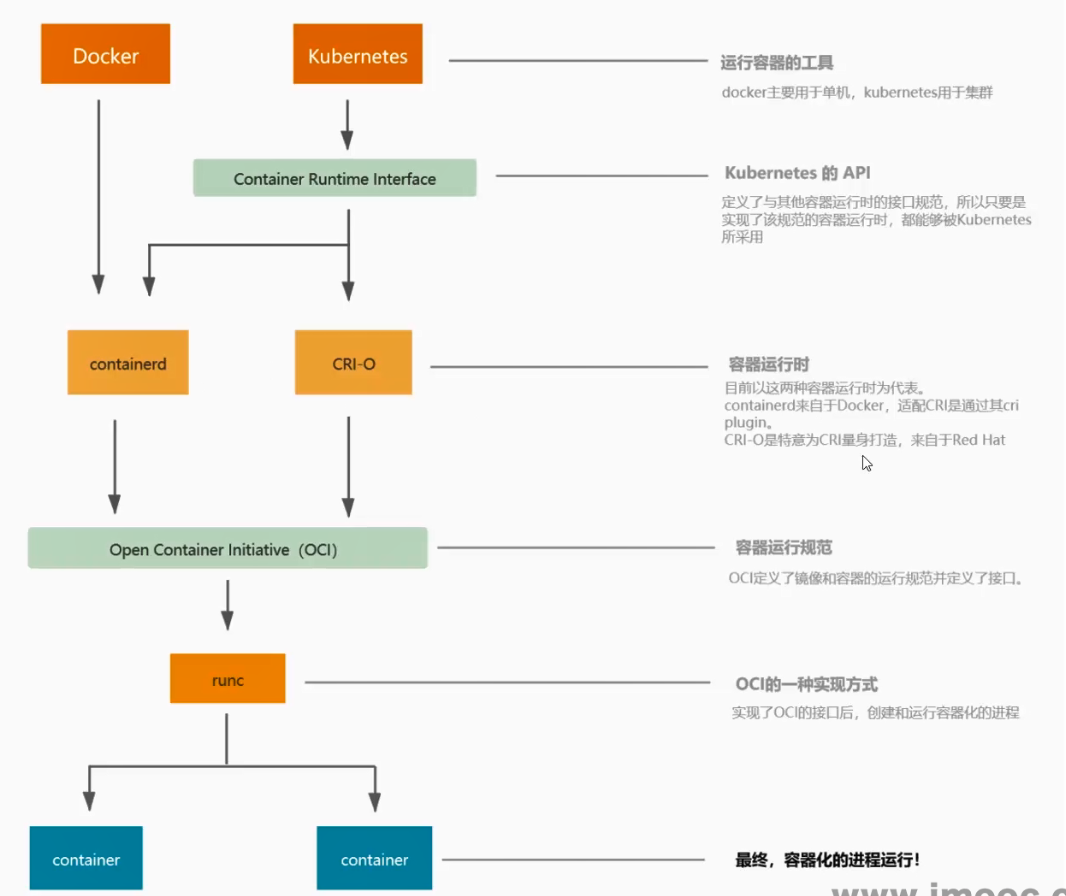 Docker
Kubernetes
运行容器的工具
docker主要用于单机，kubernetes用于集群
Container Runtime Interface
Kubernetes 的 API
定义了与其他容器运行时的接口规范，所以只要是
实现了该规范的容器运行时，都能够被Kubernetes
所采用
containerd
CRI-O
容器运行时
目前以这两种容器运行时为代表。
containerd来自于Docker，适配CRI是通过其cri
plugin。
CRI-O是特意为CRI量身打造，来自于Red Hat
Open Container Initiative（OCI）
容器运行规范
OCI定义了镜像和容器的运行规范并定义了接口。
runc
OCI的一种实现方式
实现了OCI的接口后，创建和运行容器化的进程
container
container
最终，容器化的进程运行！